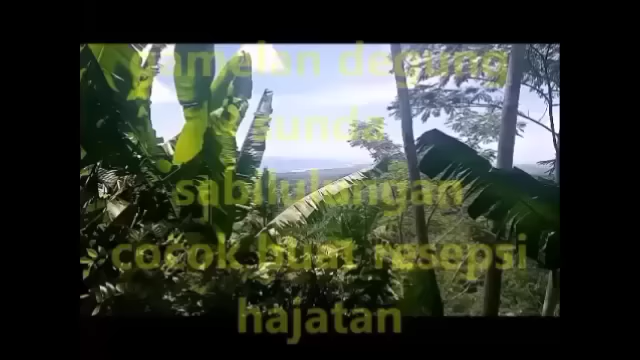 gamelan degung
sunda
sabilulungan
cocok buat resepsi
hajatan